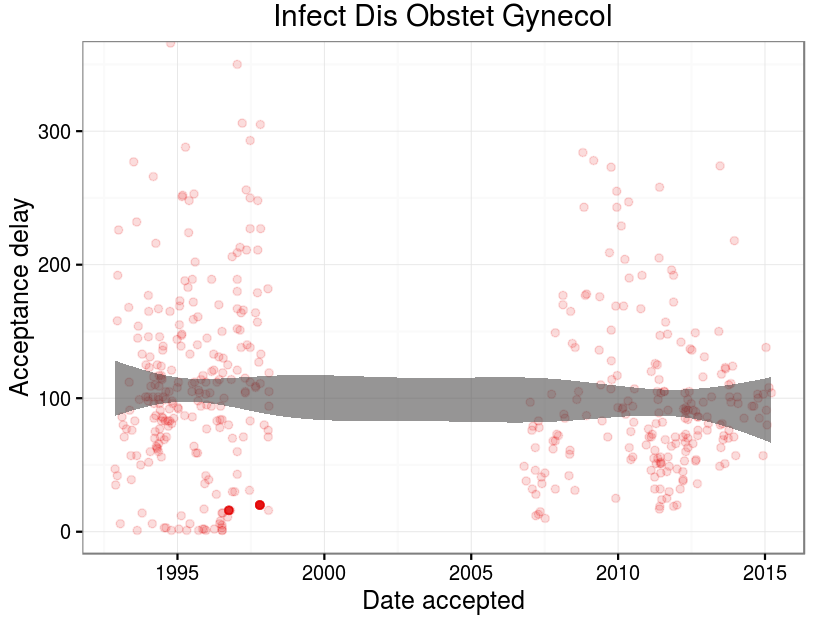 Infect Dis Obstet Gynecol
Acceptance delay
300
200
100
0
1995 2000 2005 2010 2015
Date accepted